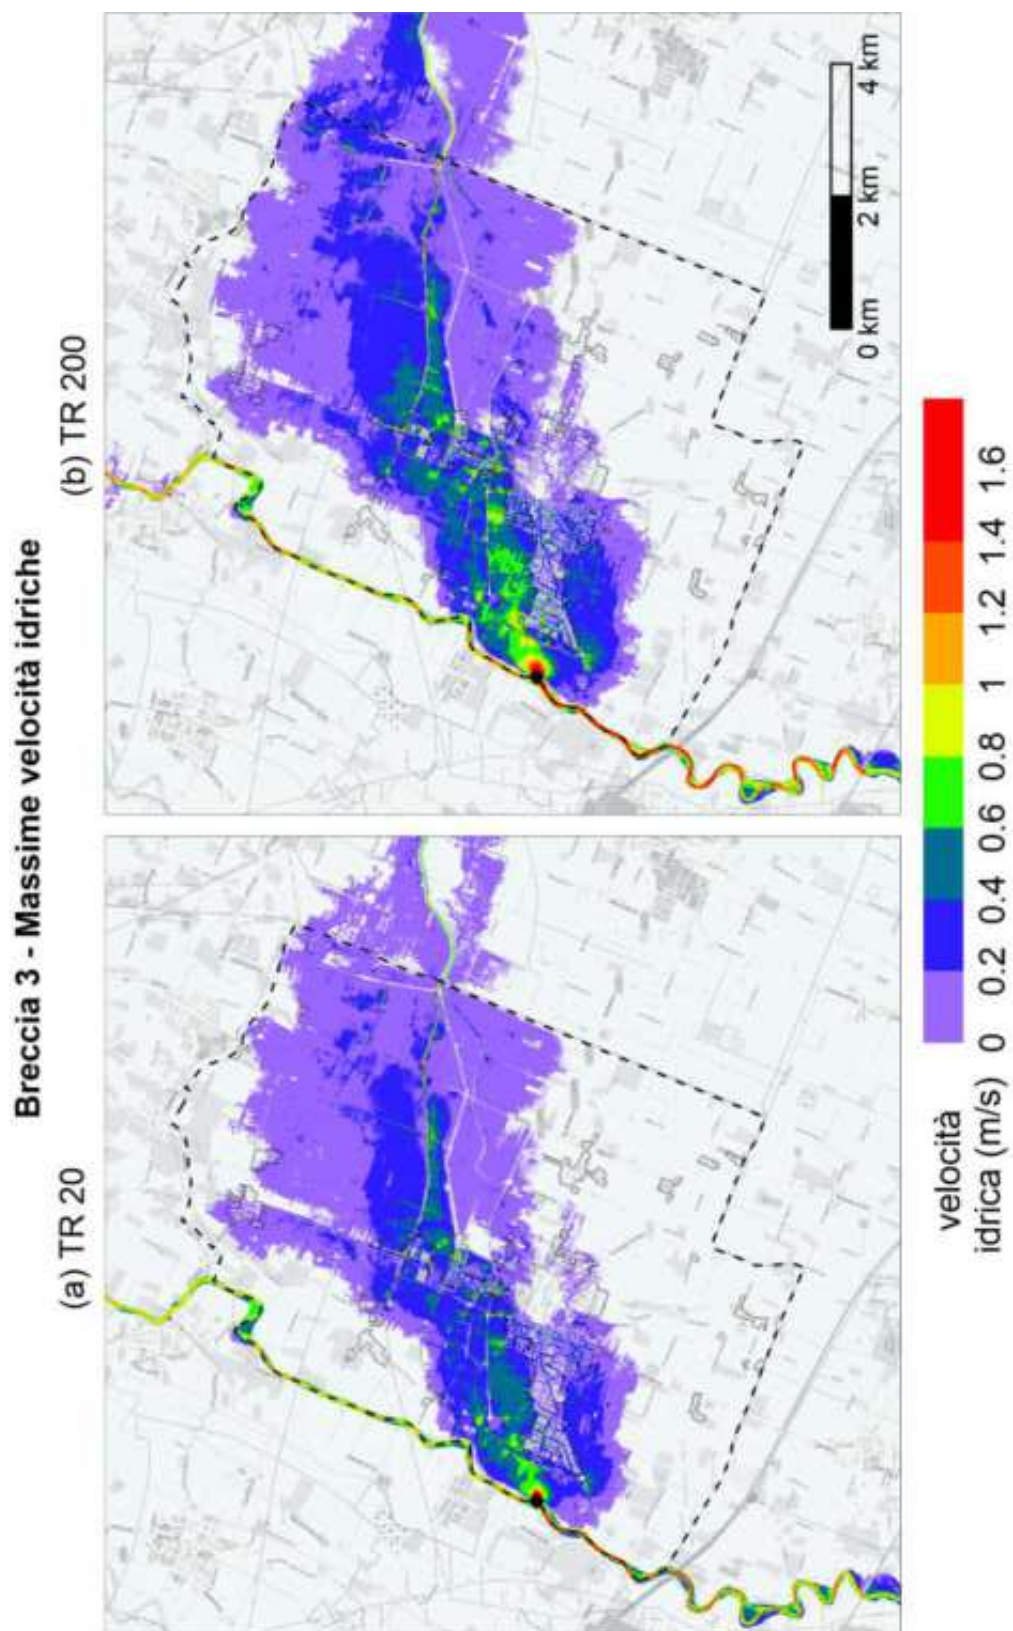 Breccia 3 - Massime velocità idriche
(a) TR 20
(b) TR 200
0 km
2 km
4 km
velocità
idrica (m/s)
0
0.2
0.4
0.6
0.8
1
1.2
1.4
1.6